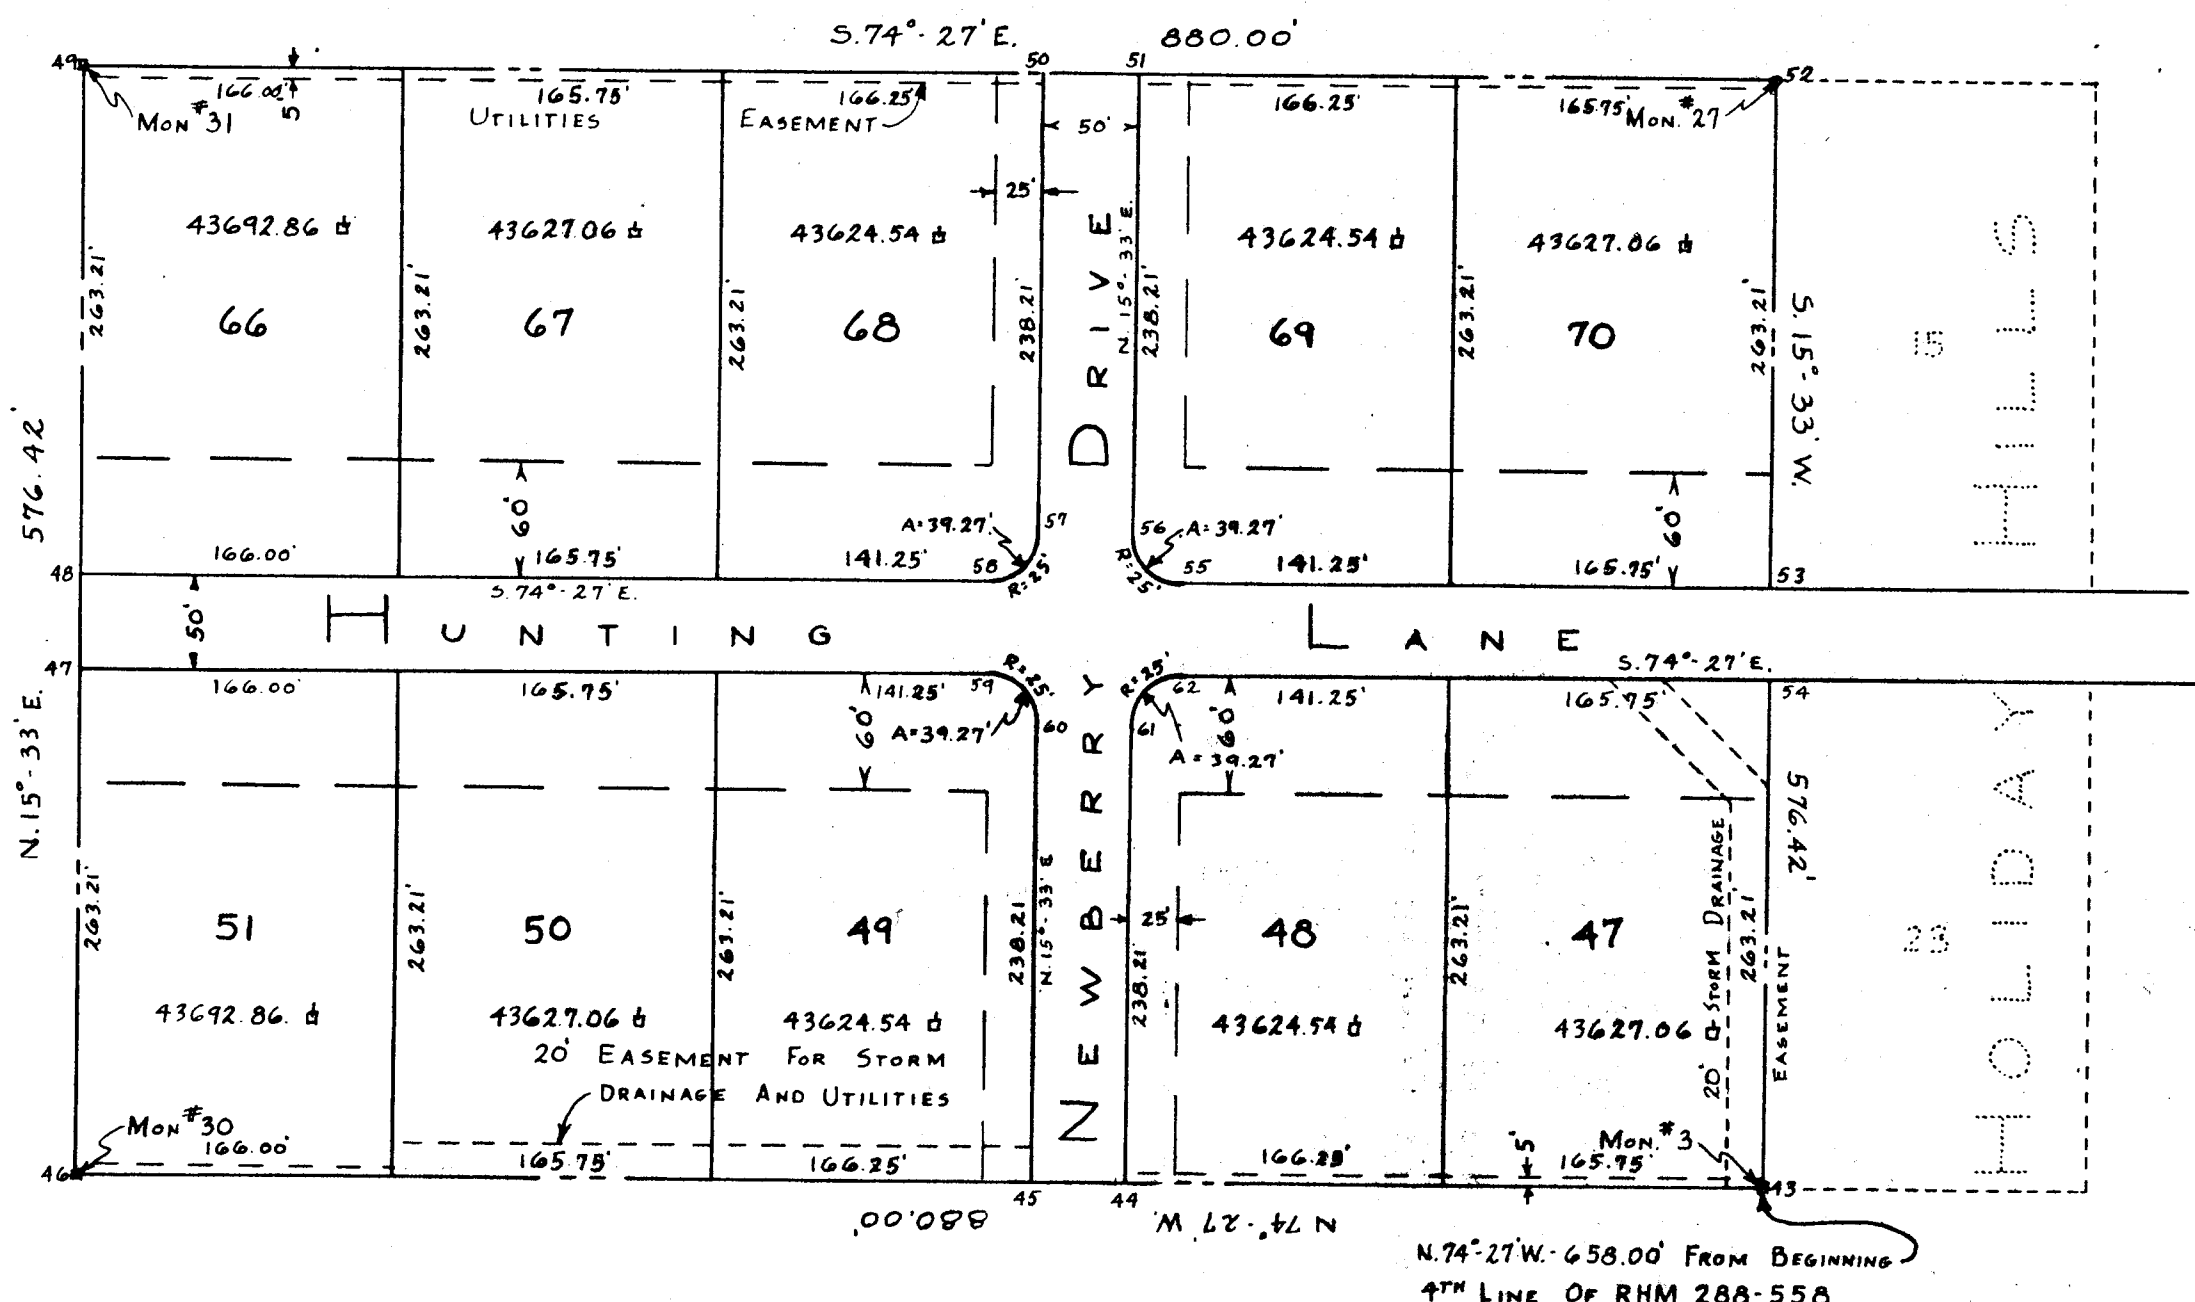 S.74°-27'E. 880.00'
49 50 51 52
166.00' 165.75' 166.25' 166.25' 165.75'
5'
MON #31 UTILITIES EASEMENT 50' MON. #27
25'
43692.86 43627.06 43624.54 43624.54 43627.06
263.21' 263.21' 263.21' 238.21' 238.21' 263.21' 263.21'
N. 15°-33' E.
66 67 68 69 70
15
S. 15°-33' W.
576.42'
N. 15°-33' E.
60' 60'
A=39.27' 57 56 A=39.27'
48 166.00' 165.75' 141.25' 58 R=25' R=25' 55 141.25' 165.75' 53
S.74°-27'E.
50'
HUNTING LANE
NEWBERRY DRIVE
HOLIDAY HILLS
S.74°-27'E.
47 166.00' 165.75' 141.25' 59 R=25' R=25' 62 141.25' 165.75' 54
60' 60'
A=39.27' 60 61 A=39.27'
576.42'
263.21' 263.21' 263.21' 238.21 N.15°-33' E 238.21' 263.21' 263.21'
51 50 49 25' 48 47
23
20' STORM DRAINAGE
EASEMENT
43692.86. 43627.06 43624.54 43624.54 43627.06
20' EASEMENT FOR STORM
DRAINAGE AND UTILITIES
MON #30 MON. #3
5'
46 166.00' 165.75' 166.25' 166.25' 165.75' 43
45 44
880.00' N 74°-27' W.
N.74°-27'W.-658.00' FROM BEGINNING
4TH LINE OF RHM 288-558